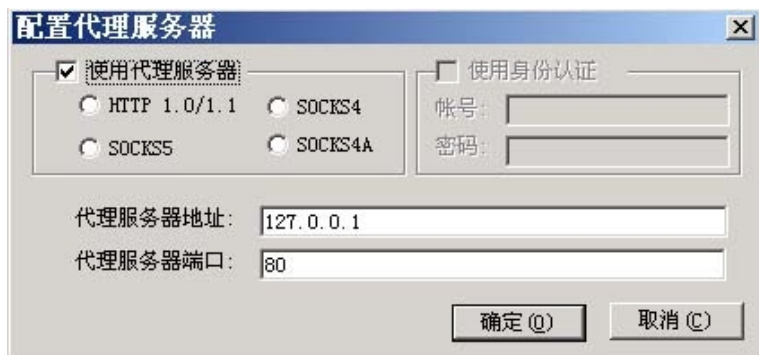 配置代理服务器
使用代理服务器
HTTP 1.0/1.1
SOCKS4
SOCKS5
SOCKS4A
使用身份认证
帐号:
密码:
代理服务器地址: 127.0.0.1
代理服务器端口: 80
确定(O)
取消(C)